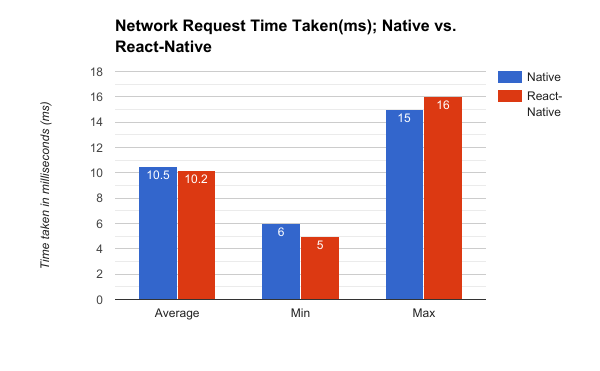 Network Request Time Taken(ms); Native vs.
React-Native
Time taken in milliseconds (ms)
18
16
14
12
10
8
6
4
2
0
10.5
10.2
6
5
15
16
Average
Min
Max
Native
React-
Native